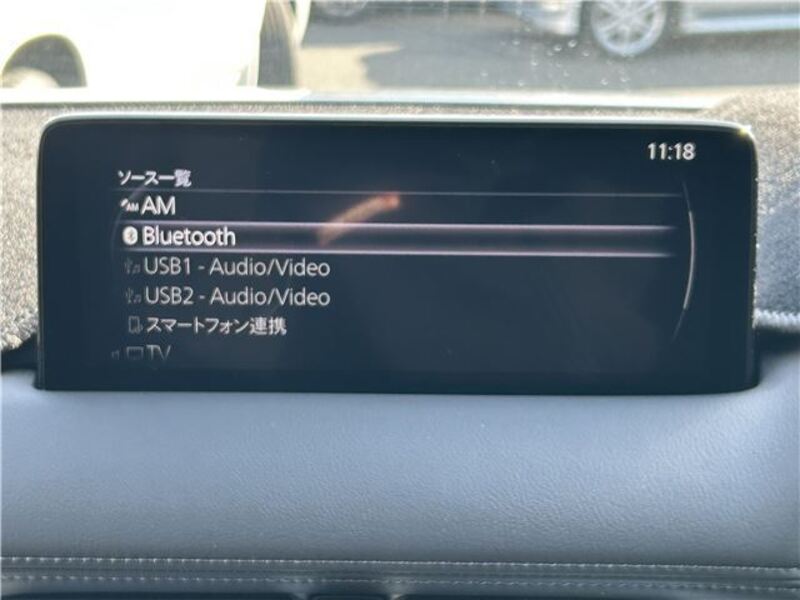 11:18
ソース一覧
AM
Bluetooth
USB1 - Audio/Video
USB2 - Audio/Video
スマートフォン連携
TV